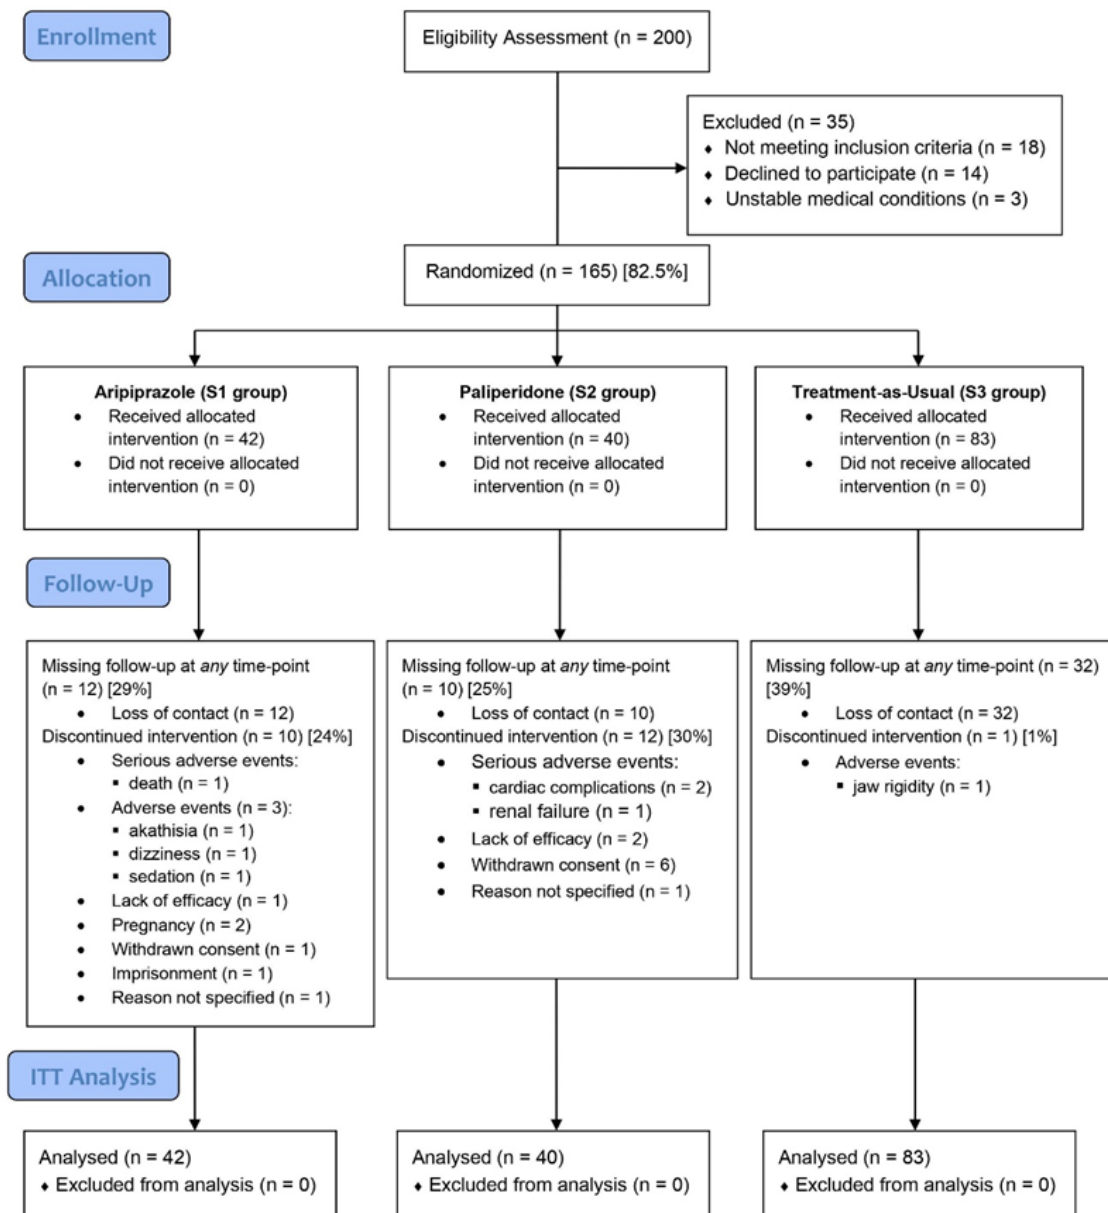 Enrollment
Eligibility Assessment (n = 200)
Excluded (n = 35)
♦ Not meeting inclusion criteria (n = 18)
♦ Declined to participate (n = 14)
♦ Unstable medical conditions (n = 3)
Allocation
Randomized (n = 165) [82.5%]
Aripiprazole (S1 group)
• Received allocated
intervention (n = 42)
• Did not receive allocated
intervention (n = 0)
Paliperidone (S2 group)
• Received allocated
intervention (n = 40)
• Did not receive allocated
intervention (n = 0)
Treatment-as-Usual (S3 group)
• Received allocated
intervention (n = 83)
• Did not receive allocated
intervention (n = 0)
Follow-Up
Missing follow-up at any time-point
(n = 12) [29%]
• Loss of contact (n = 12)
Discontinued intervention (n = 10) [24%]
• Serious adverse events:
▪ death (n = 1)
• Adverse events (n = 3):
▪ akathisia (n = 1)
▪ dizziness (n = 1)
▪ sedation (n = 1)
• Lack of efficacy (n = 1)
• Pregnancy (n = 2)
• Withdrawn consent (n = 1)
• Imprisonment (n = 1)
• Reason not specified (n = 1)
Missing follow-up at any time-point
(n = 10) [25%]
• Loss of contact (n = 10)
Discontinued intervention (n = 12) [30%]
• Serious adverse events:
▪ cardiac complications (n = 2)
▪ renal failure (n = 1)
• Lack of efficacy (n = 2)
• Withdrawn consent (n = 6)
• Reason not specified (n = 1)
Missing follow-up at any time-point (n = 32)
[39%]
• Loss of contact (n = 32)
Discontinued intervention (n = 1) [1%]
• Adverse events:
▪ jaw rigidity (n = 1)
ITT Analysis
Analysed (n = 42)
♦ Excluded from analysis (n = 0)
Analysed (n = 40)
♦ Excluded from analysis (n = 0)
Analysed (n = 83)
♦ Excluded from analysis (n = 0)